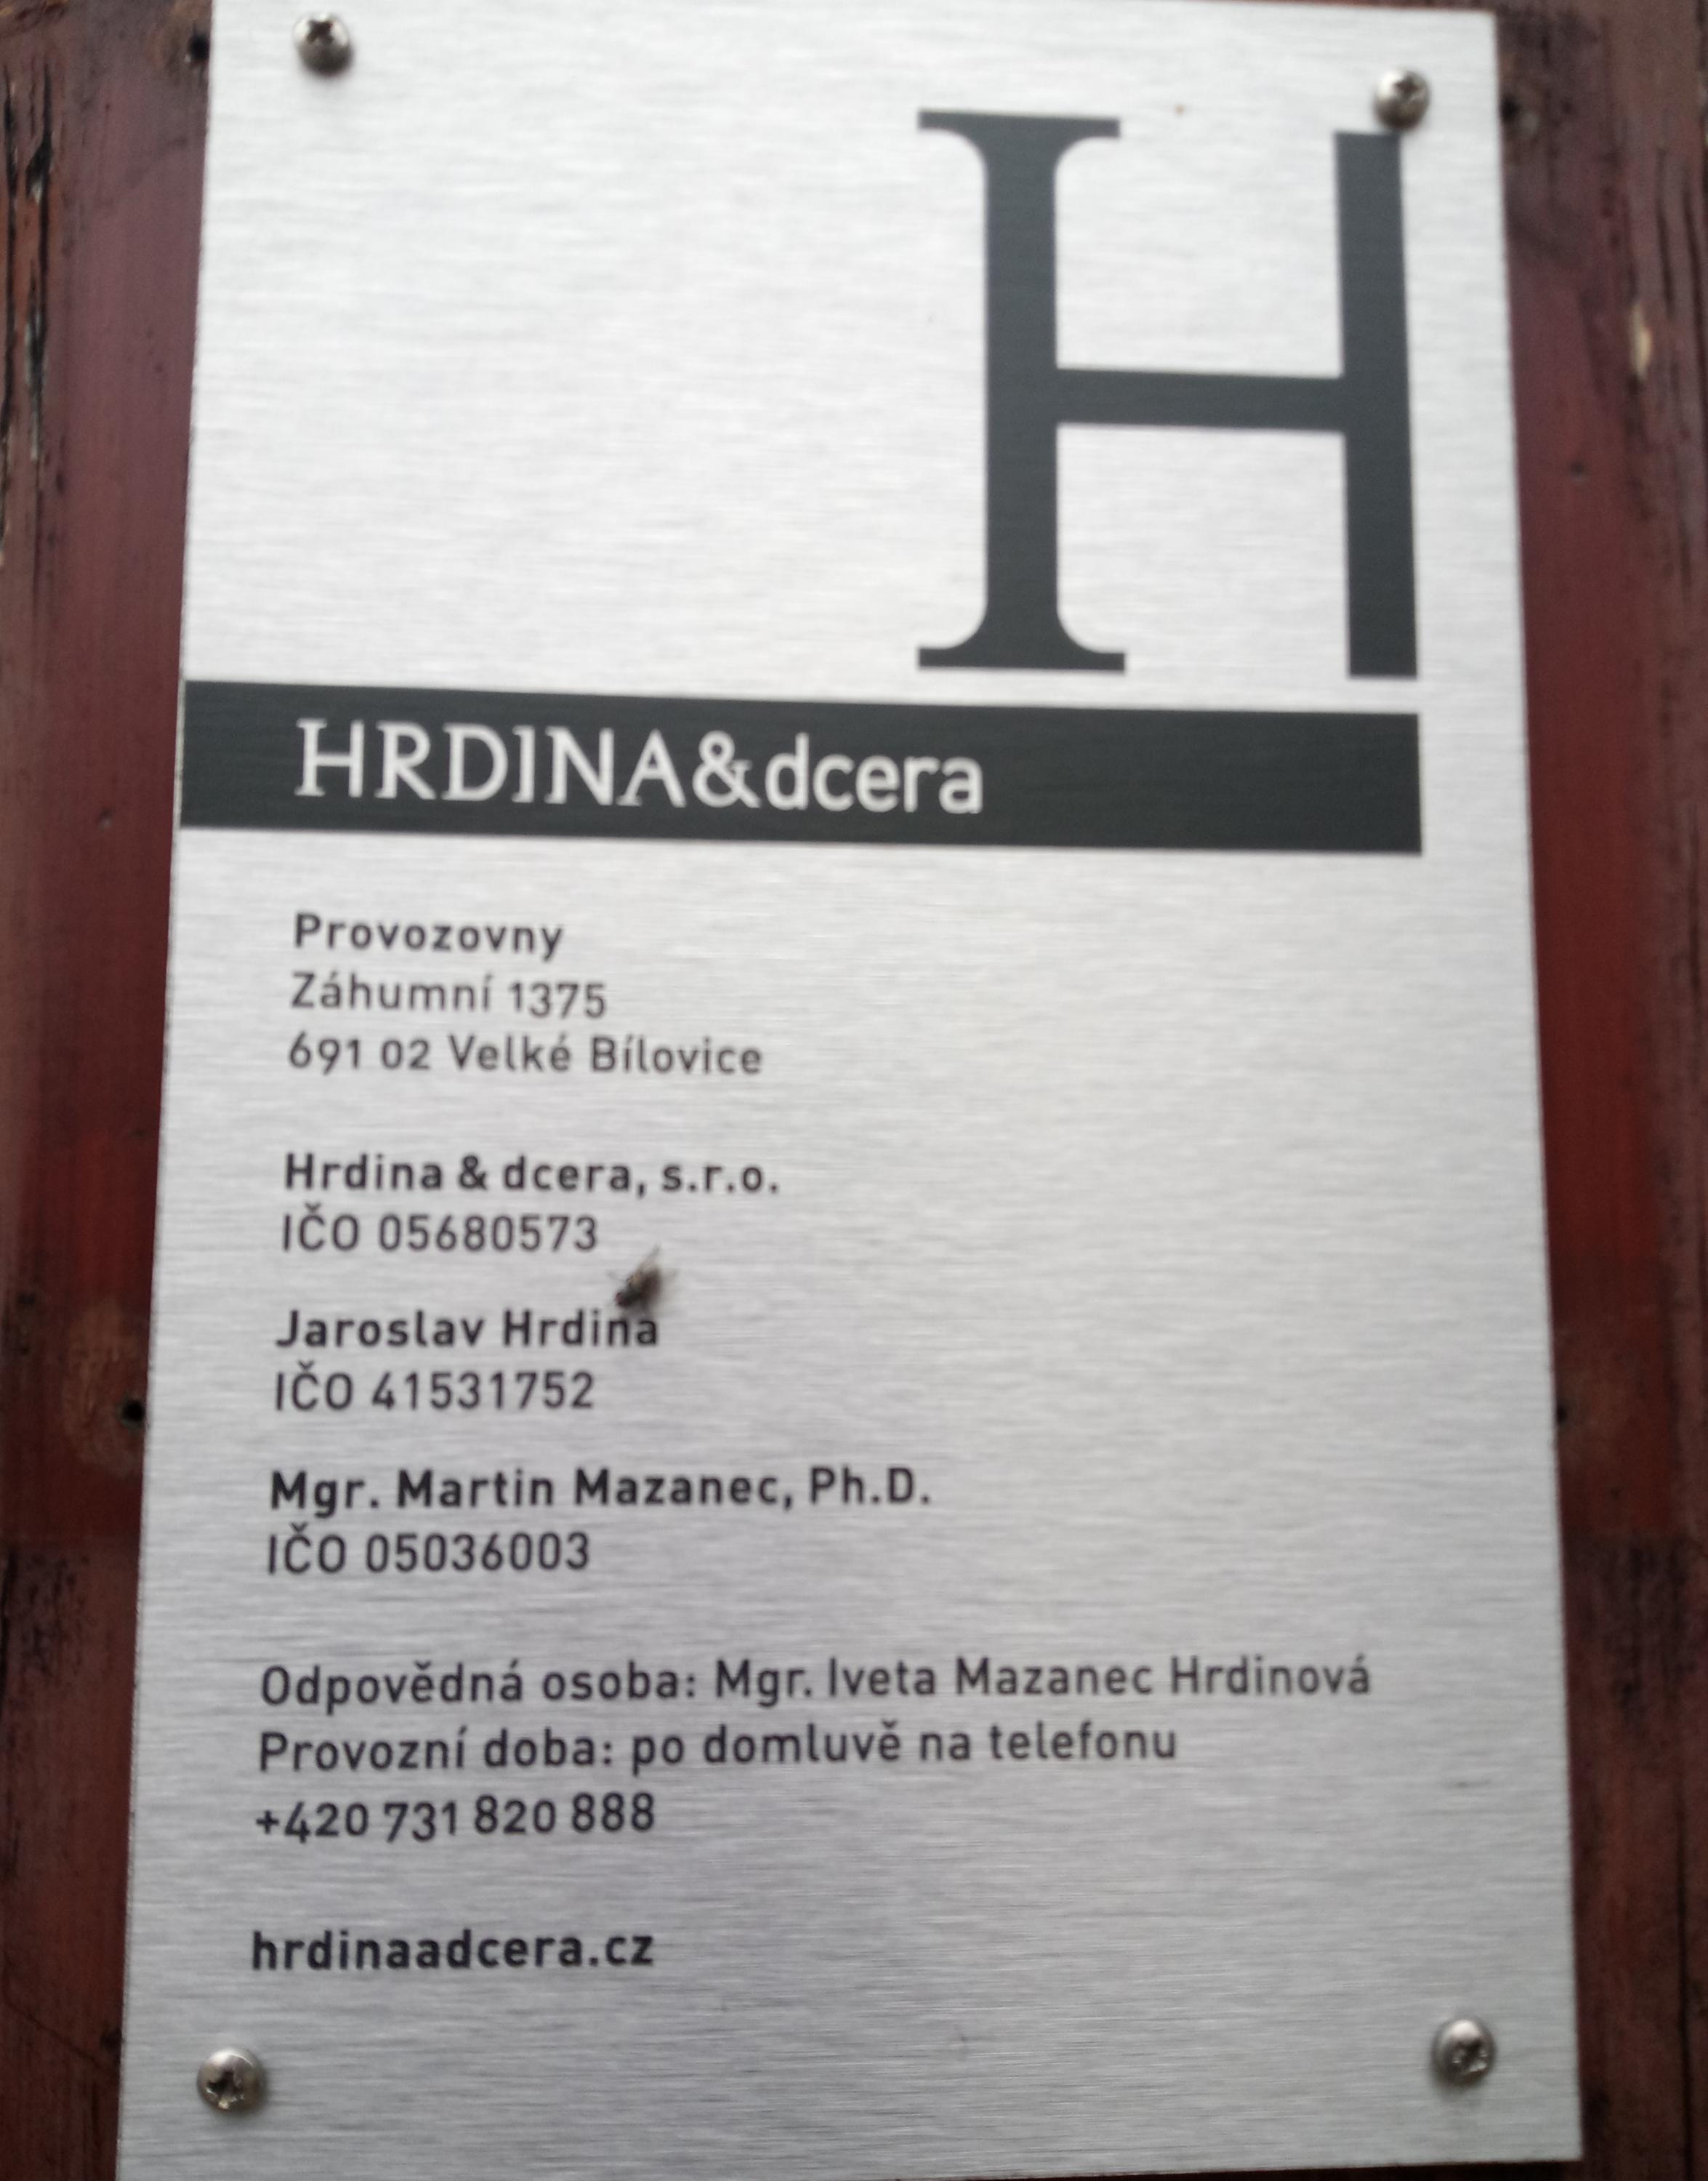 H
HRDINA&dcera
Provozovny
Záhumní 1375
691 02 Velké Bílovice
Hrdina & dcera, s.r.o.
IČO 05680573
Jaroslav Hrdina
IČO 41531752
Mgr. Martin Mazanec, Ph.D.
IČO 05036003
Odpovědná osoba: Mgr. Iveta Mazanec Hrdinová
Provozní doba: po domluvě na telefonu
+420 731 820 888
hrdinaadcera.cz